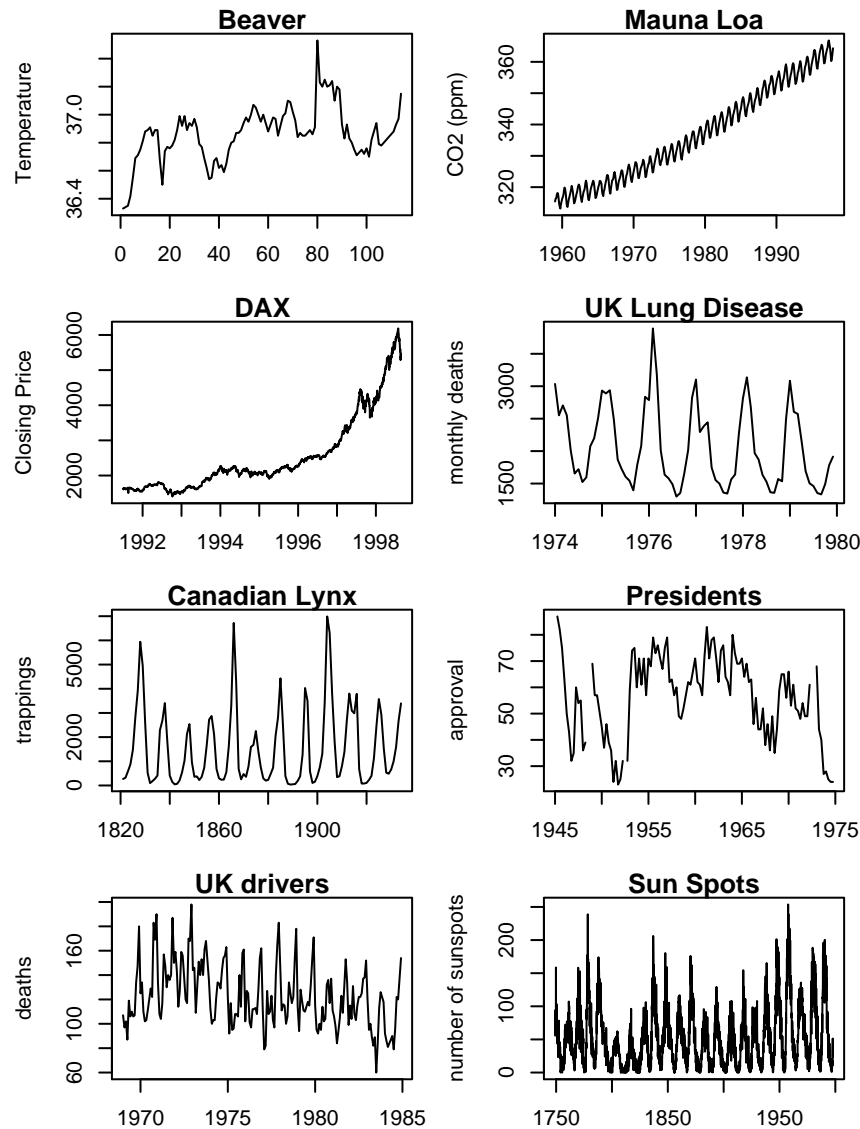 Beaver
Temperature
36.4 37.0
0 20 40 60 80 100
Mauna Loa
CO2 (ppm)
320 340 360
1960 1970 1980 1990
DAX
Closing Price
2000 4000 6000
1992 1994 1996 1998
UK Lung Disease
monthly deaths
1500 3000
1974 1976 1978 1980
Canadian Lynx
trappings
0 2000 5000
1820 1860 1900
Presidents
approval
30 50 70
1945 1955 1965 1975
UK drivers
deaths
60 100 160
1970 1975 1980 1985
Sun Spots
number of sunspots
0 100 200
1750 1850 1950